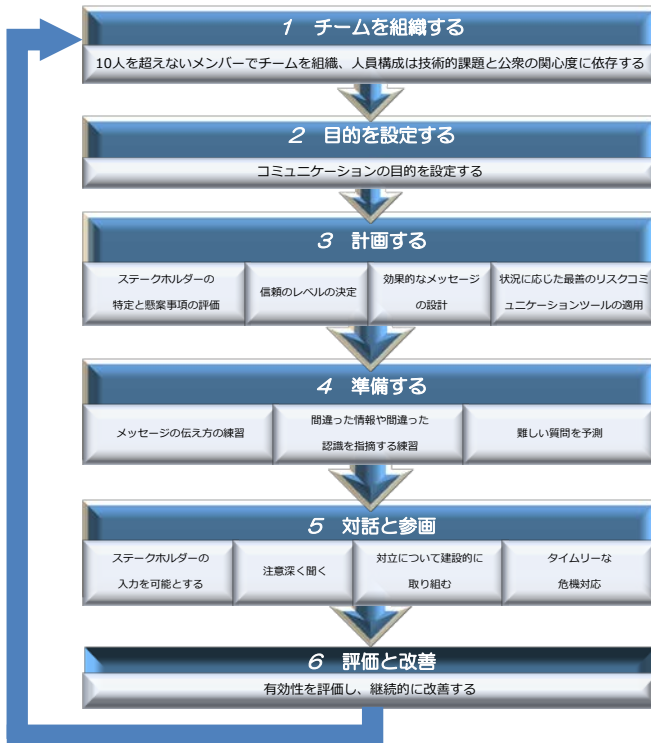 1 チームを組織する
10人を超えないメンバーでチームを組織、人員構成は技術的課題と公衆の関心度に依存する
2 目的を設定する
コミュニケーションの目的を設定する
3 計画する
ステークホルダーの
特定と懸案事項の評価
信頼のレベルの決定
効果的なメッセージ
の設計
状況に応じた最善のリスクコミ
ュニケーションツールの適用
4 準備する
メッセージの伝え方の練習
間違った情報や間違った
認識を指摘する練習
難しい質問を予測
5 対話と参画
ステークホルダーの
入力を可能とする
注意深く聞く
対立について建設的に
取り組む
タイムリーな
危機対応
6 評価と改善
有効性を評価し、継続的に改善する